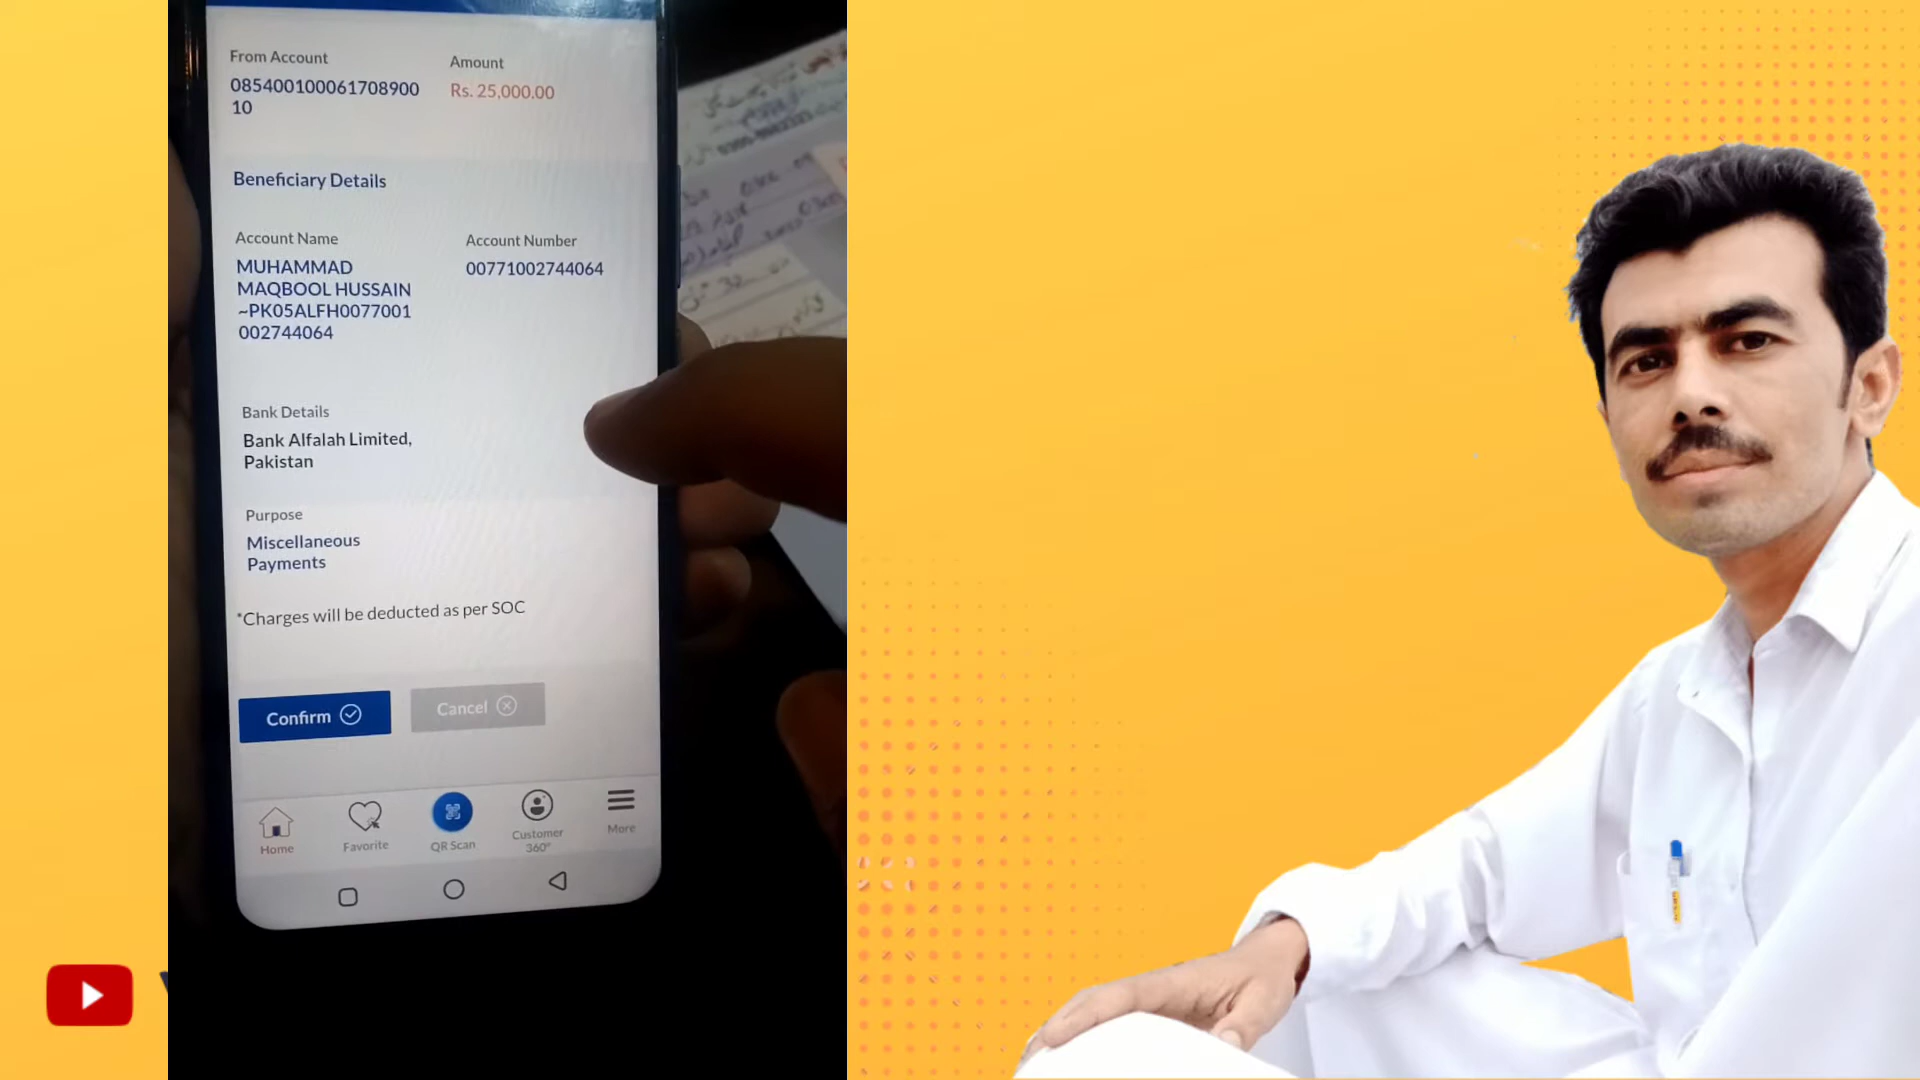 From Account
Amount
085400100061708900
10
Rs. 25,000.00
Beneficiary Details
Account Name
Account Number
MUHAMMAD
MAQBOOL HUSSAIN
~PK05ALFH0077001
002744064
00771002744064
Bank Details
Bank Alfalah Limited,
Pakistan
Purpose
Miscellaneous
Payments
*Charges will be deducted as per SOC
Confirm
Cancel
Home
Favorite
QR Scan
Customer
360°
More